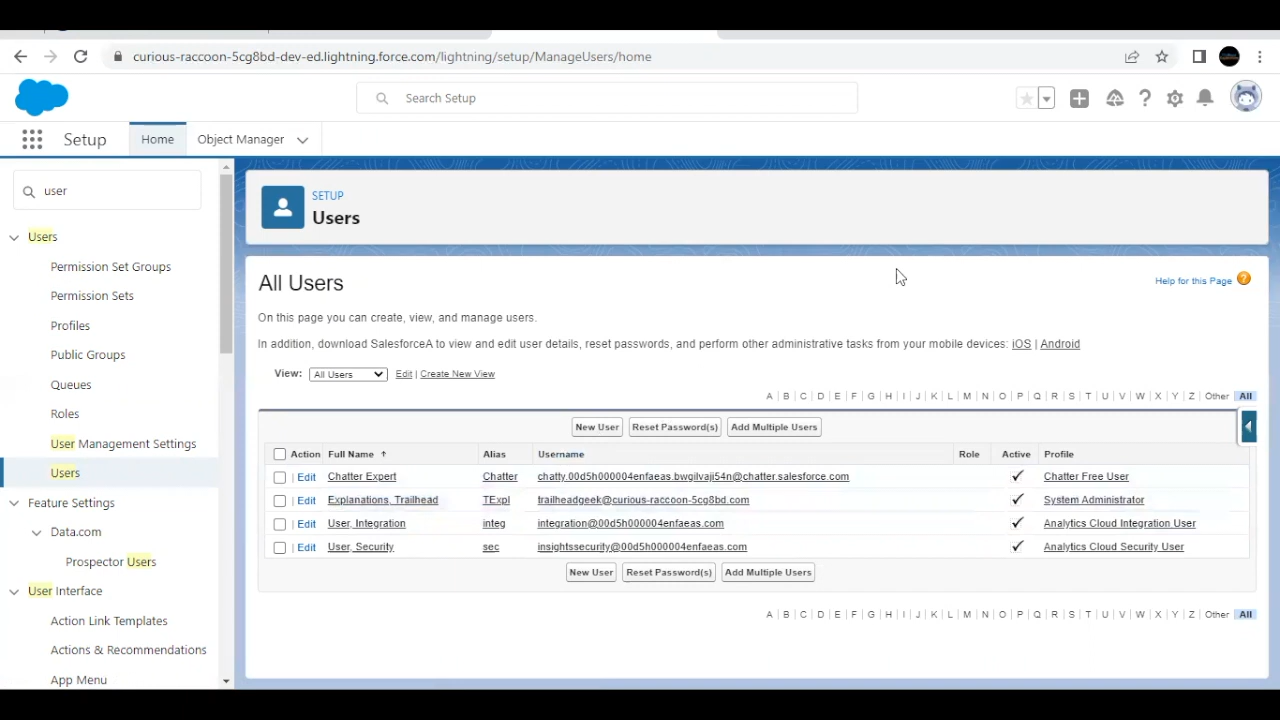 curious-raccoon-5cg8bd-dev-ed.lightning.force.com/lightning/setup/ManageUsers/home
Search Setup
Setup
Home
Object Manager
user
Users
Permission Set Groups
Permission Sets
Profiles
Public Groups
Queues
Roles
User Management Settings
Users
Feature Settings
Data.com
Prospector Users
User Interface
Action Link Templates
Actions & Recommendations
App Menu
SETUP
Users
All Users
Help for this Page ?
On this page you can create, view, and manage users.
In addition, download SalesforceA to view and edit user details, reset passwords, and perform other administrative tasks from your mobile devices: iOS | Android
View: All Users Edit | Create New View
A | B | C | D | E | F | G | H | I | J | K | L | M | N | O | P | Q | R | S | T | U | V | W | X | Y | Z | Other All
New User Reset Password(s) Add Multiple Users
Action Full Name Alias Username Role Active Profile
| Edit Chatter Expert Chatter chatty.00d5h000004enfaeas.bwqilvaji54n@chatter.salesforce.com Chatter Free User
| Edit Explanations, Trailhead TExpl trailheadgeek@curious-raccoon-5cg8bd.com System Administrator
| Edit User, Integration integ integration@00d5h000004enfaeas.com Analytics Cloud Integration User
| Edit User, Security sec insightssecurity@00d5h000004enfaeas.com Analytics Cloud Security User
New User Reset Password(s) Add Multiple Users
A | B | C | D | E | F | G | H | I | J | K | L | M | N | O | P | Q | R | S | T | U | V | W | X | Y | Z | Other All